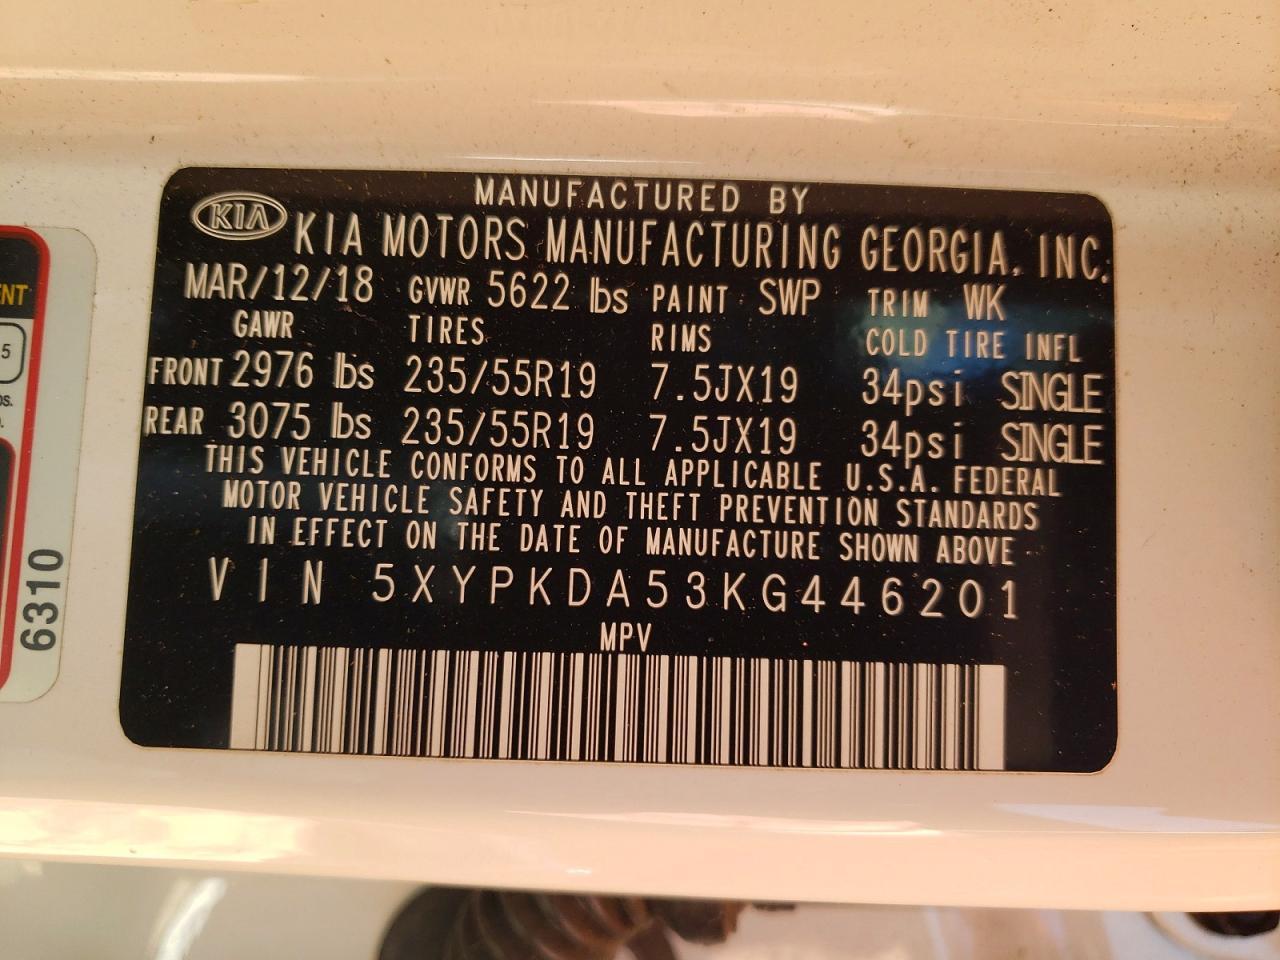 MANUFACTURED BY
KIA KIA MOTORS MANUFACTURING GEORGIA, INC.
MAR/12/18 GVWR 5622 lbs PAINT SWP TRIM WK
GAWR TIRES RIMS COLD TIRE INFL
FRONT 2976 lbs 235/55R19 7.5JX19 34psi SINGLE
REAR 3075 lbs 235/55R19 7.5JX19 34psi SINGLE
THIS VEHICLE CONFORMS TO ALL APPLICABLE U.S.A. FEDERAL
MOTOR VEHICLE SAFETY AND THEFT PREVENTION STANDARDS
IN EFFECT ON THE DATE OF MANUFACTURE SHOWN ABOVE
VIN 5XYPKDA53KG446201
MPV
6310